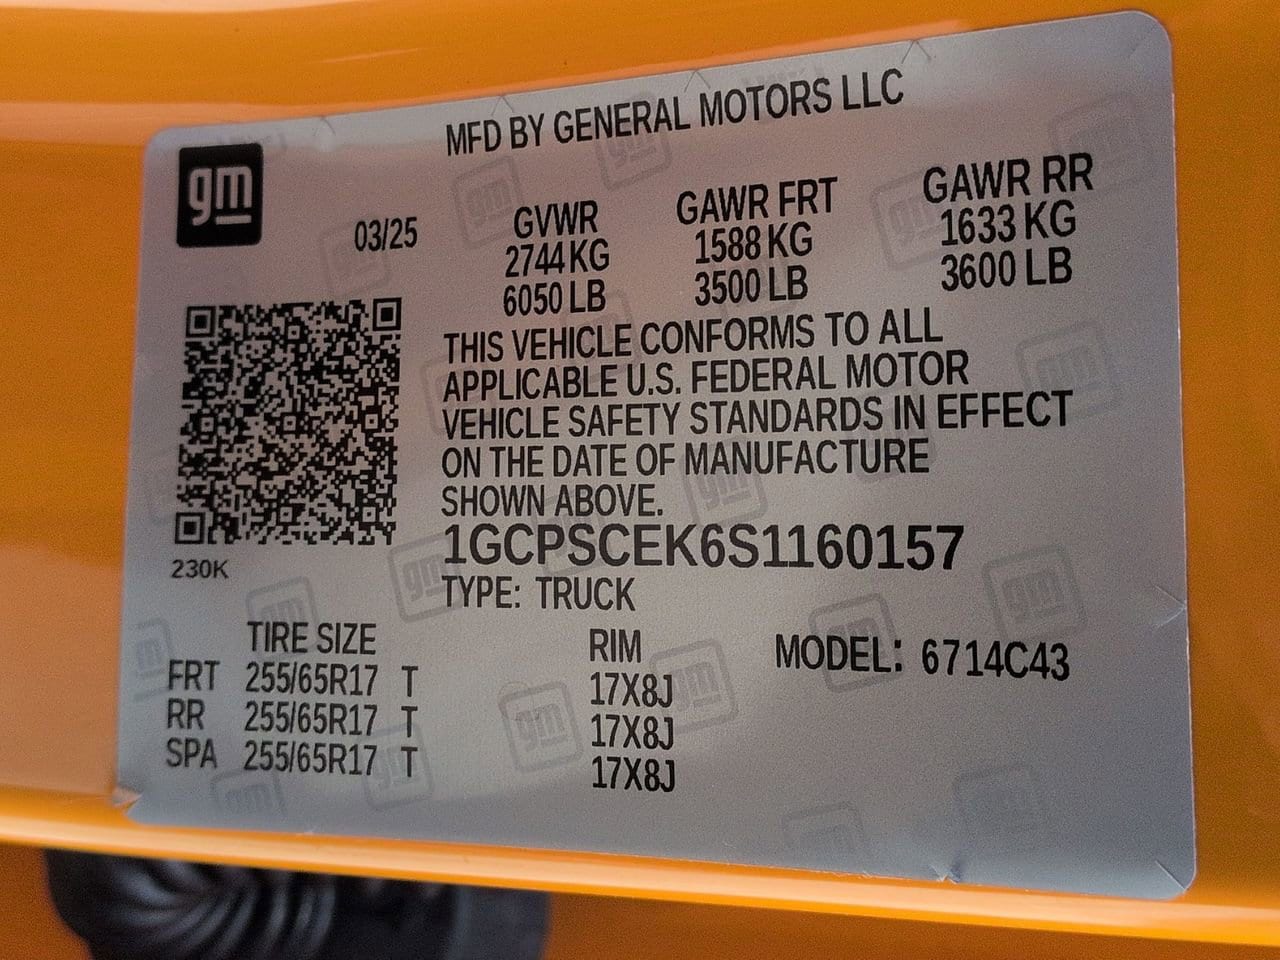 MFD BY GENERAL MOTORS LLC
gm
03/25
GVWR GAWR FRT GAWR RR
2744 KG 1588 KG 1633 KG
6050 LB 3500 LB 3600 LB
THIS VEHICLE CONFORMS TO ALL
APPLICABLE U.S. FEDERAL MOTOR
VEHICLE SAFETY STANDARDS IN EFFECT
ON THE DATE OF MANUFACTURE
SHOWN ABOVE.
1GCPSCEK6S1160157
230K
TYPE: TRUCK
TIRE SIZE RIM MODEL: 6714C43
FRT 255/65R17 T 17X8J
RR 255/65R17 T 17X8J
SPA 255/65R17 T 17X8J